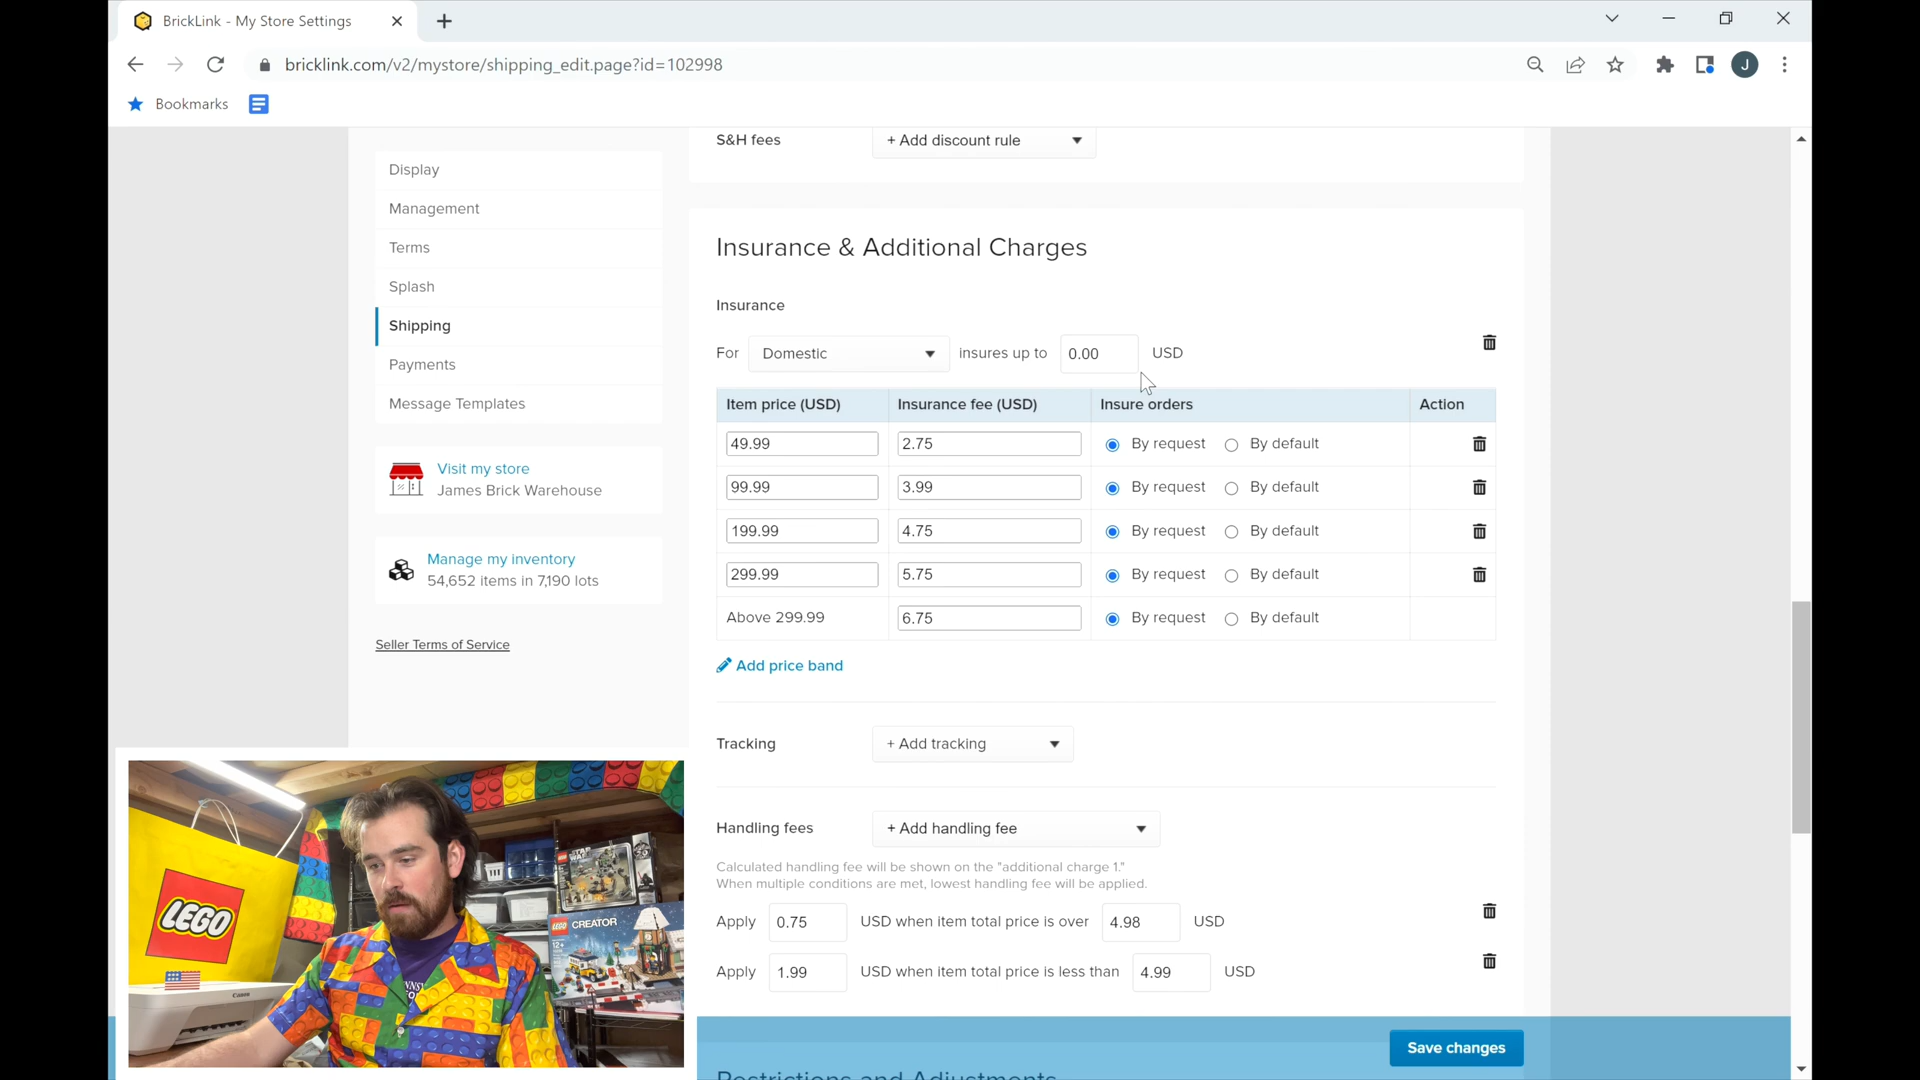 BrickLink - My Store Settings
bricklink.com/v2/mystore/shipping_edit.page?id=102998
J
Bookmarks
S&H fees
+ Add discount rule
Display
Management
Terms
Splash
Shipping
Payments
Message Templates
Visit my store
James Brick Warehouse
Manage my inventory
54,652 items in 7,190 lots
Seller Terms of Service
Insurance & Additional Charges
Insurance
For Domestic insures up to 0.00 USD
Item price (USD) Insurance fee (USD) Insure orders Action
49.99 2.75 By request By default
99.99 3.99 By request By default
199.99 4.75 By request By default
299.99 5.75 By request By default
Above 299.99 6.75 By request By default
Add price band
Tracking + Add tracking
Handling fees + Add handling fee
Calculated handling fee will be shown on the "additional charge 1."
When multiple conditions are met, lowest handling fee will be applied.
Apply 0.75 USD when item total price is over 4.98 USD
Apply 1.99 USD when item total price is less than 4.99 USD
Save changes
Restrictions and Adjustments
LEGO
Canon
STAR WARS
LEGO CREATOR